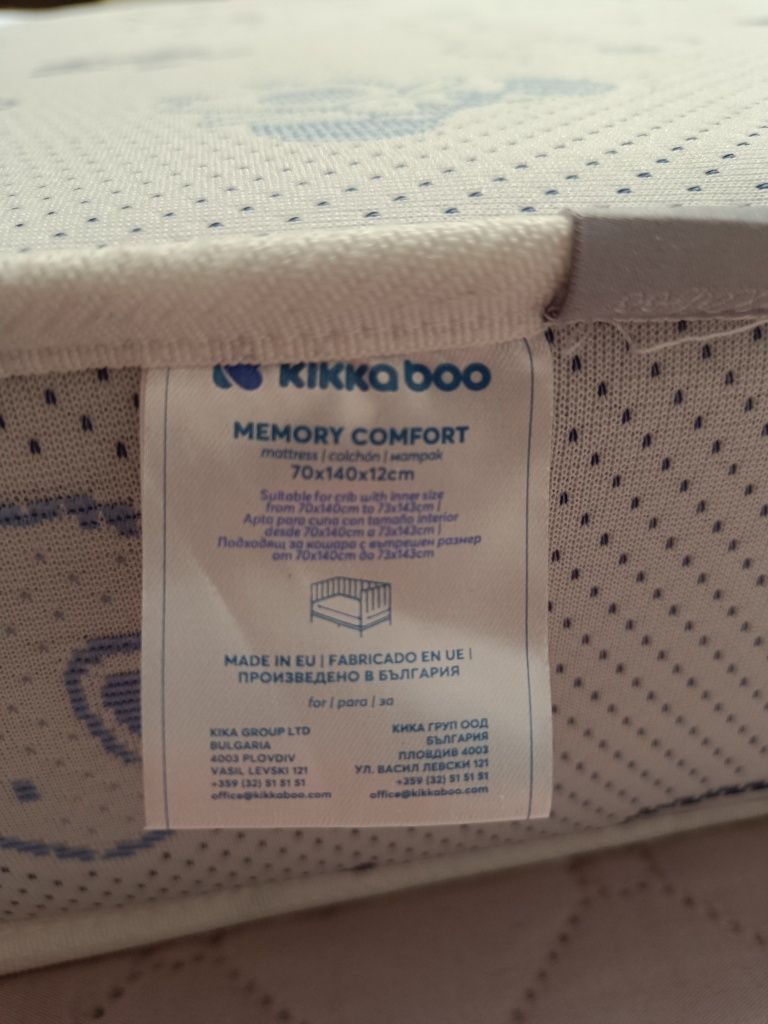 kikkaboo
MEMORY COMFORT
mattress | colchón | матрак
70x140x12cm
Suitable for crib with inner size
from 70x140cm to 73x143cm |
Apta para cuna con tamaño interior
desde 70x140cm a 73x143cm |
Подходящ за кошара с вътрешен размер
от 70x140cm до 73x143cm
MADE IN EU | FABRICADO EN UE |
ПРОИЗВЕДЕНО В БЪЛГАРИЯ
for | para | за
KIKA GROUP LTD
BULGARIA
4003 PLOVDIV
VASIL LEVSKI 121
+359 (32) 51 51 51
office@kikkaboo.com
КИКА ГРУП ООД
БЪЛГАРИЯ
ПЛОВДИВ 4003
УЛ. ВАСИЛ ЛЕВСКИ 121
+359 (32) 51 51 51
office@kikkaboo.com